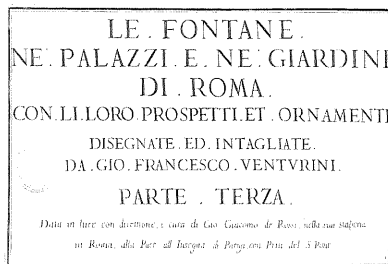 LE . FONTANE .
NE' . PALAZZI . E . NE' . GIARDINI
DI . ROMA .
CON . LI . LORO . PROSPETTI . ET . ORNAMENTI
DISEGNATE . ED . INTAGLIATE .
DA . GIO . FRANCESCO . VENTVRINI .
PARTE . TERZA .
Data in luce con direttione, e cura di Gio. Giacomo de Rossi, nella sua stamperia
in Roma, alla Pace all' Insegna di Parigi, con Priu. del S. Pont.